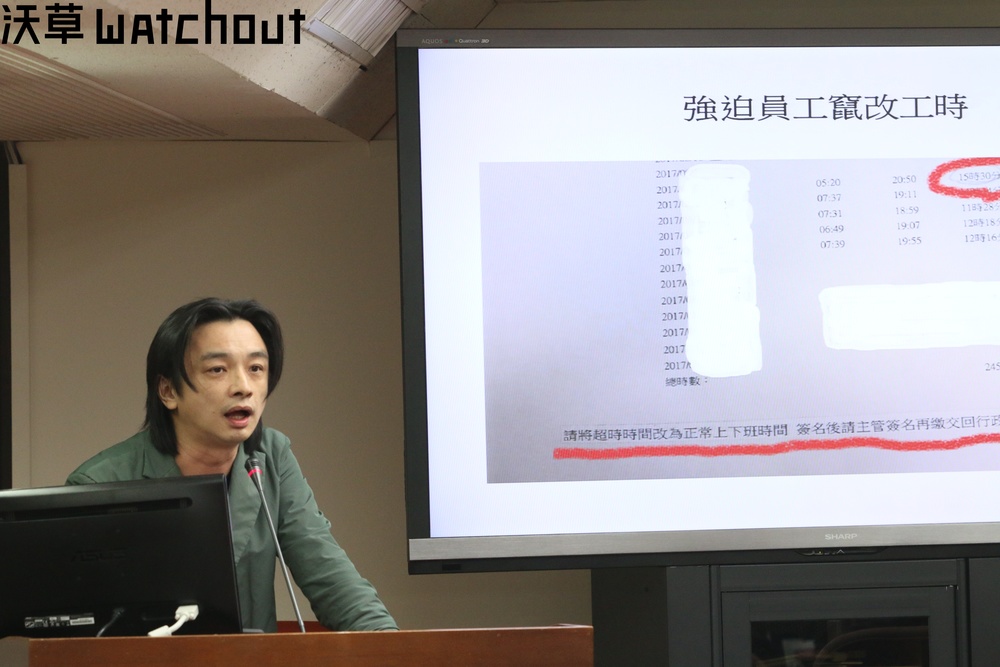 沃草 watchout
AQUOS
強迫員工竄改工時
2017/
2017/ 05:20 20:50 15時30分
2017/ 07:37 19:11
2017/ 07:31 18:59 11時28分
2017/ 06:49 19:07 12時18分
2017/ 07:39 19:55 12時16分
2017/
2017/
2017/
2017/
2017/
2017/
2017/
2017/
總時數：
245
請將超時時間改為正常上下班時間 簽名後請主管簽名再繳交回行政
SHARP